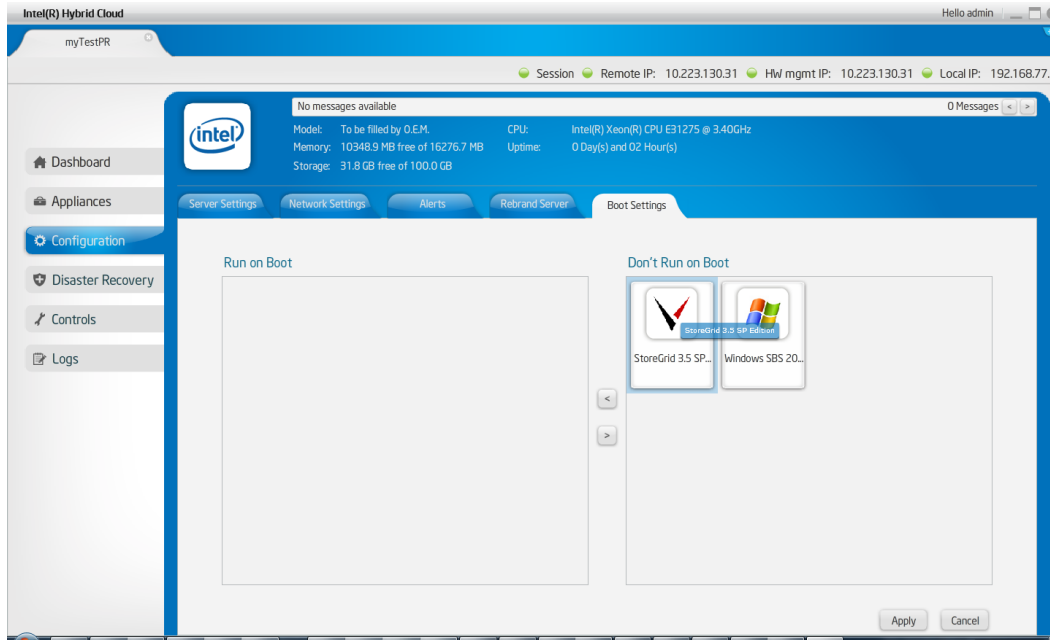 Intel(R) Hybrid Cloud
Hello admin
myTestPR
Session Remote IP: 10.223.130.31 HW mgmt IP: 10.223.130.31 Local IP: 192.168.77.
No messages available
0 Messages < >
intel
Model: To be filled by O.E.M. CPU: Intel(R) Xeon(R) CPU E31275 @ 3.40GHz
Memory: 10348.9 MB free of 16276.7 MB Uptime: 0 Day(s) and 02 Hour(s)
Storage: 31.8 GB free of 100.0 GB
Dashboard
Appliances
Configuration
Disaster Recovery
Controls
Logs
Server Settings Network Settings Alerts Rebrand Server Boot Settings
Run on Boot
Don't Run on Boot
StoreGrid 3.5 SP Edition
StoreGrid 3.5 SP... Windows SBS 20...
<
>
Apply Cancel